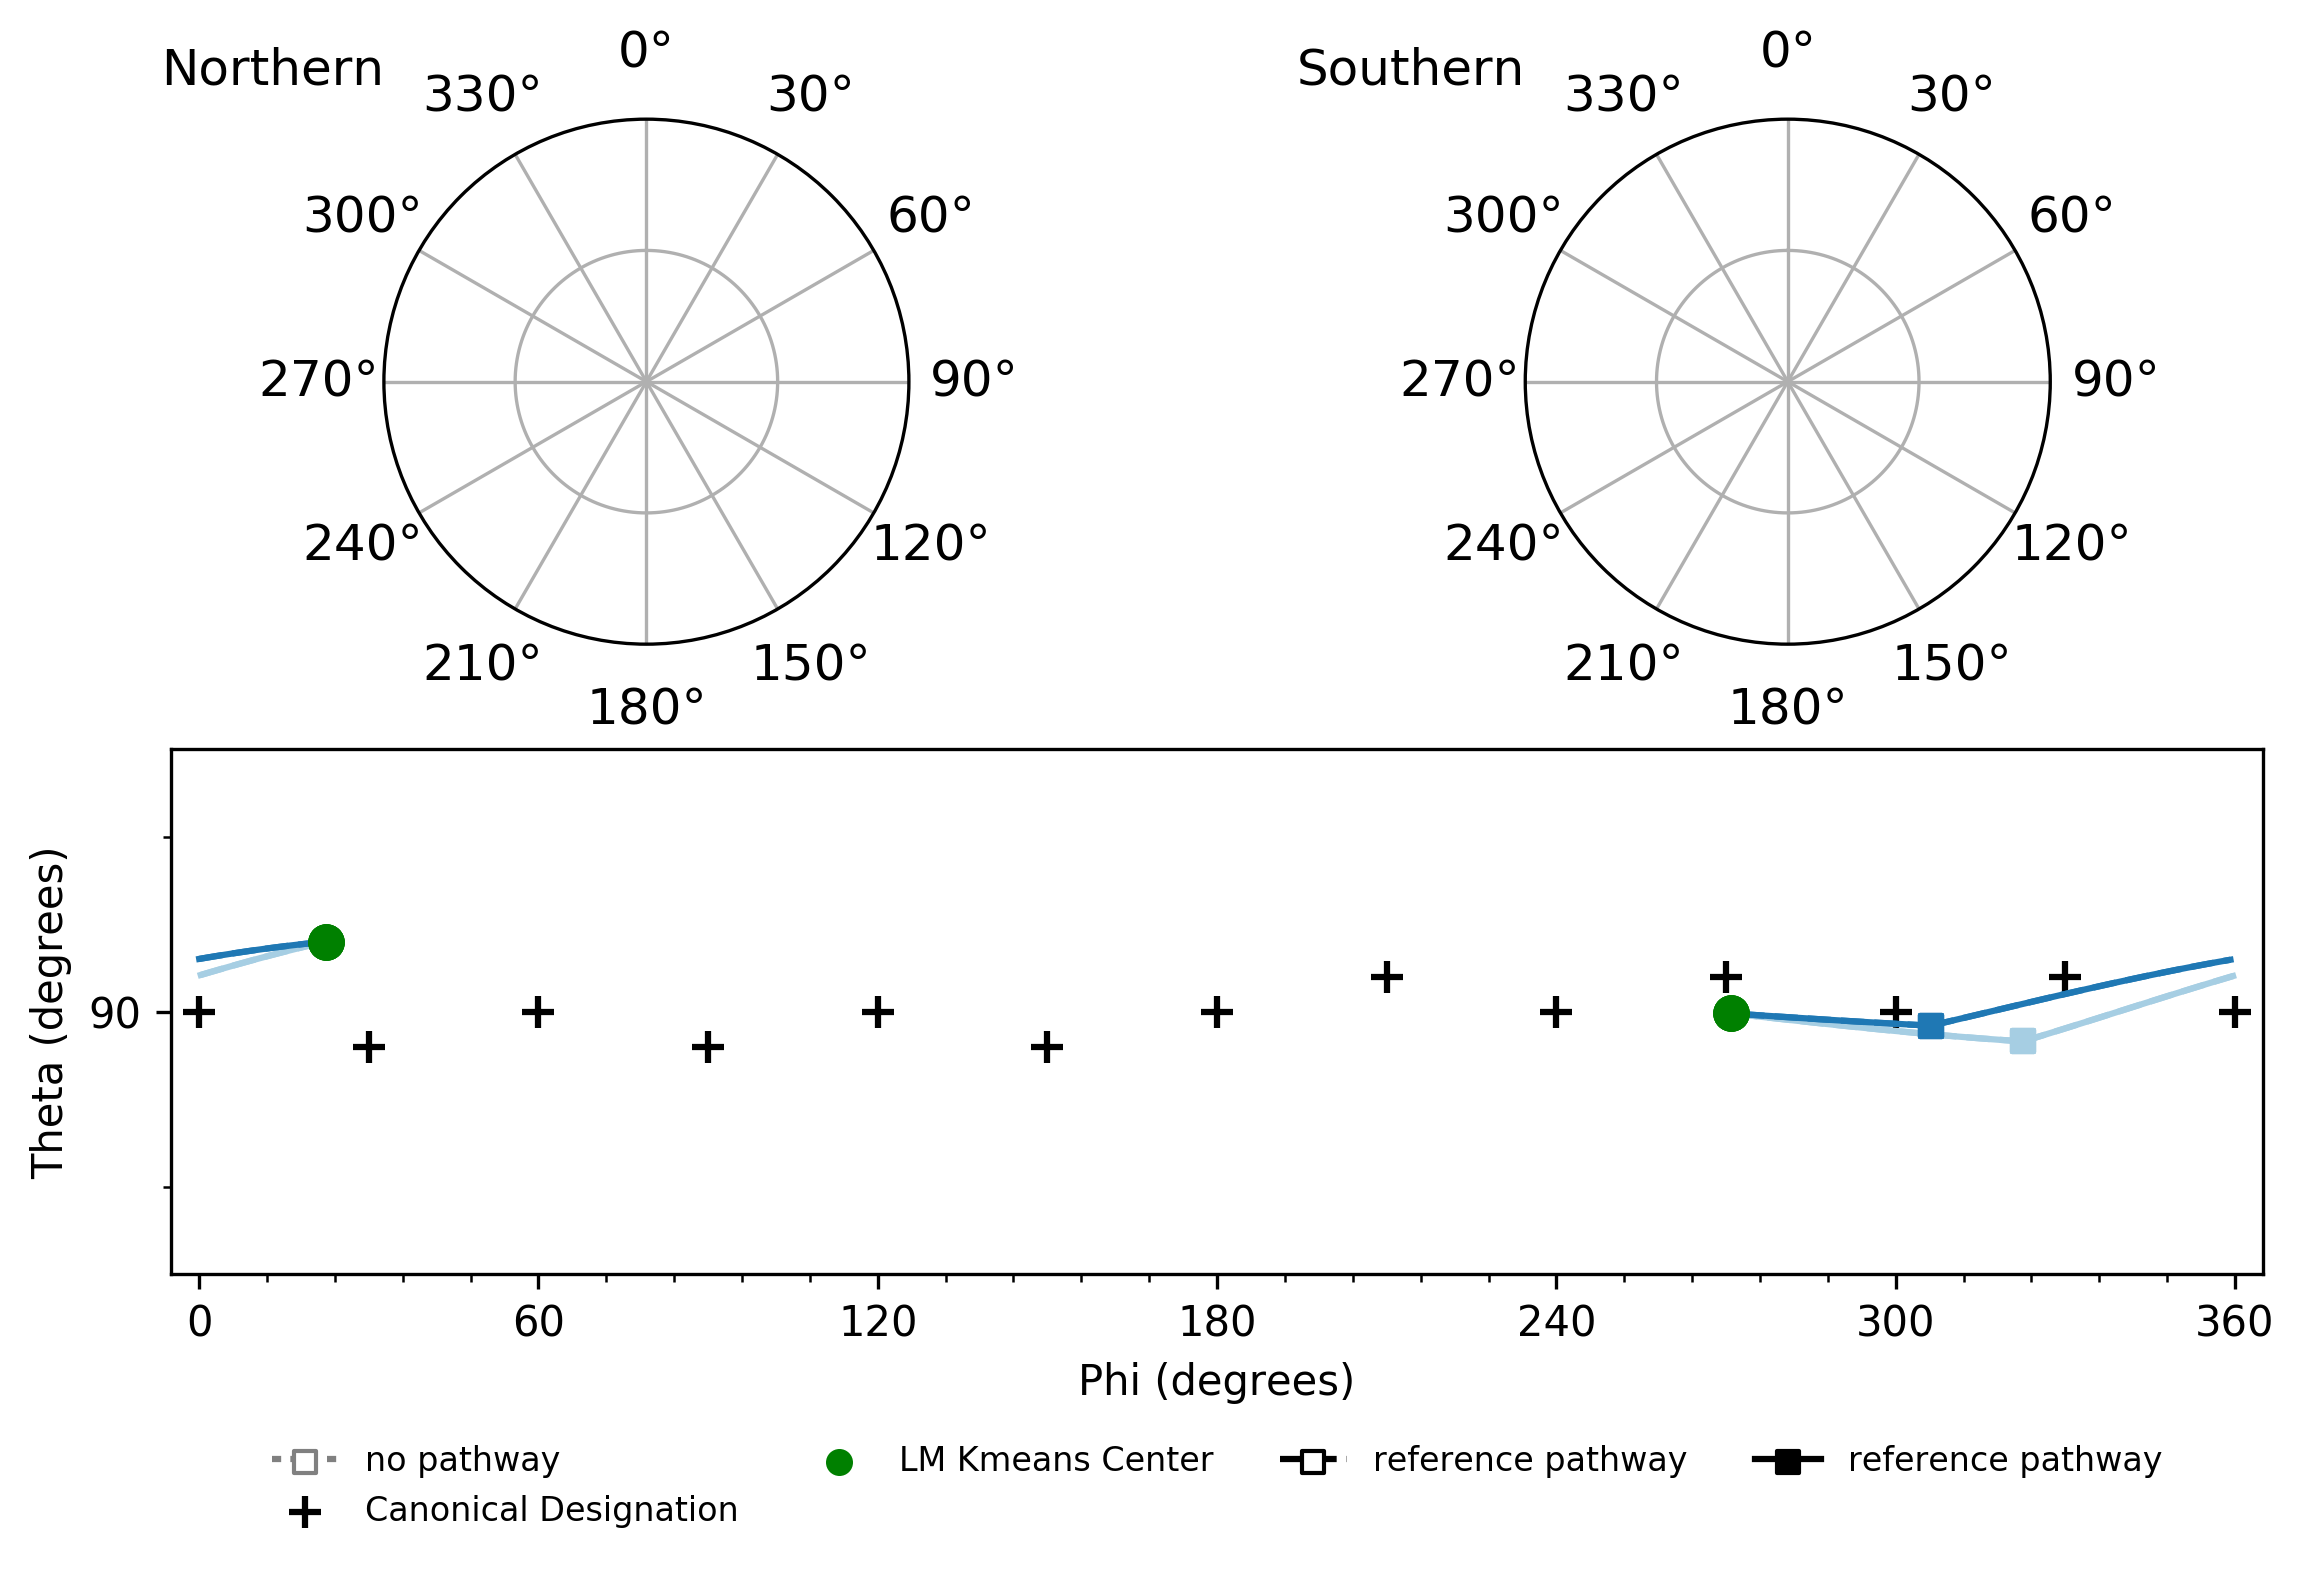 Northern
0°
330°
30°
300°
60°
270°
90°
240°
120°
210°
150°
180°
Southern
0°
330°
30°
300°
60°
270°
90°
240°
120°
210°
150°
180°
Theta (degrees)
90
0 60 120 180 240 300 360
Phi (degrees)
no pathway
Canonical Designation
LM Kmeans Center
reference pathway
reference pathway